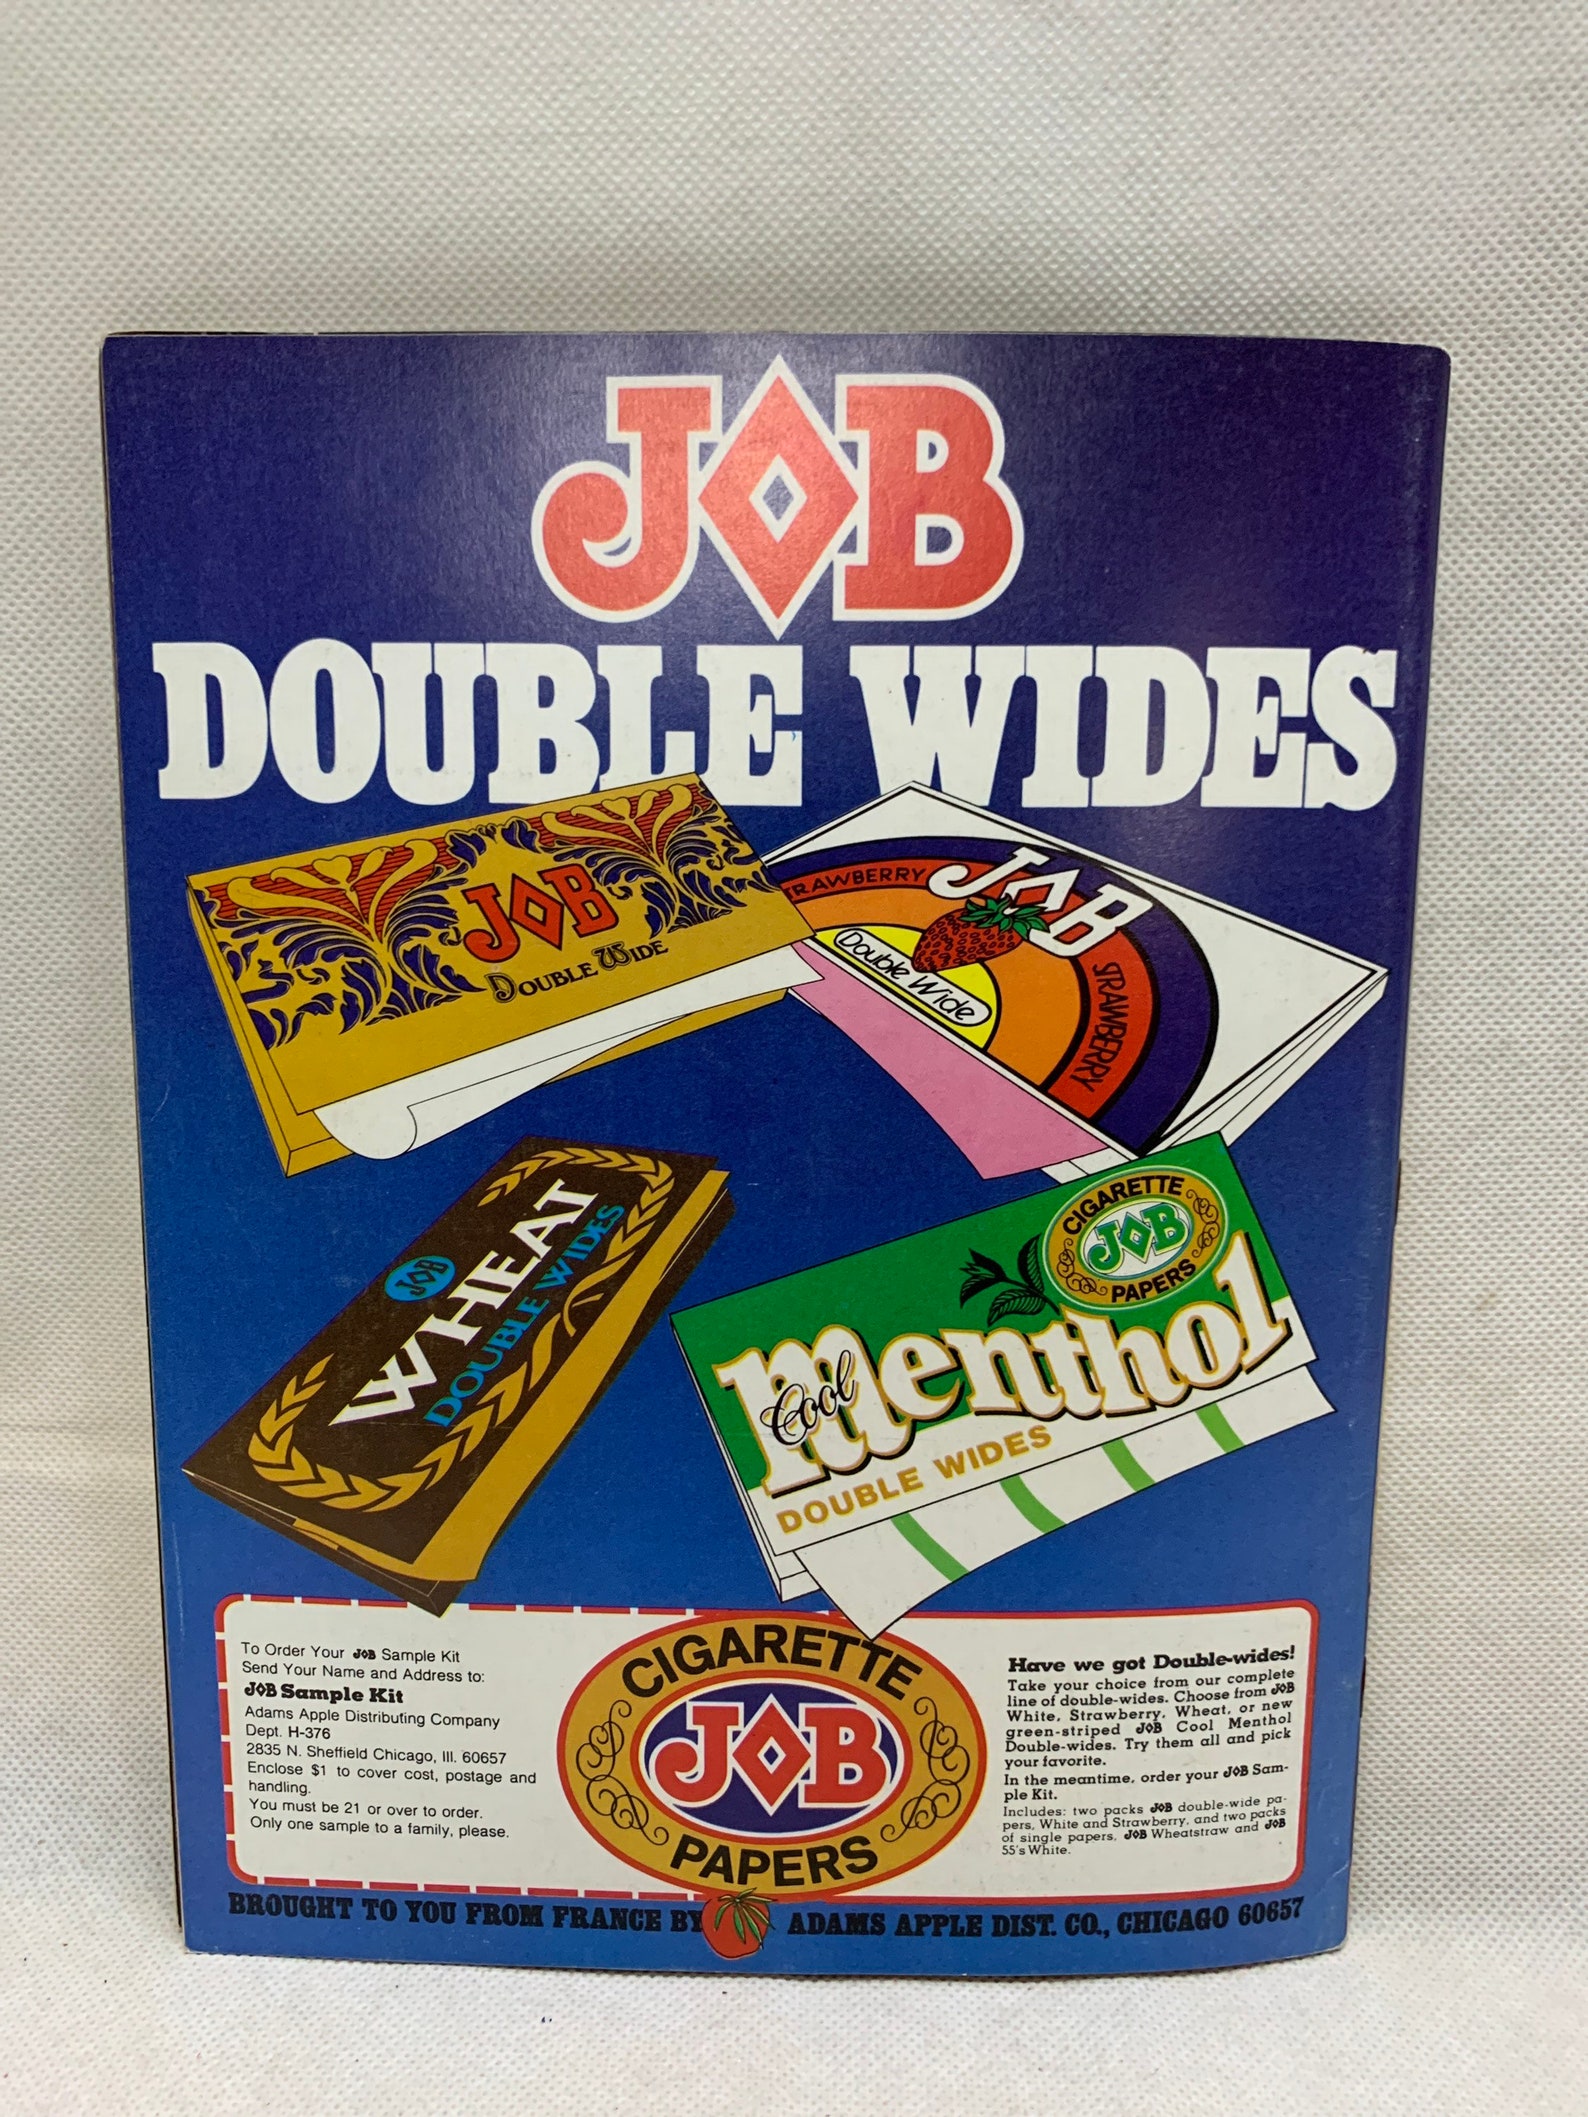 JOB
DOUBLE WIDES
JOB
DOUBLE WIDE
STRAWBERRY
JOB
Double Wide
STRAWBERRY
JOB
WHEAT
DOUBLE WIDES
CIGARETTE
JOB
PAPERS
Cool
Menthol
DOUBLE WIDES
To Order Your JOB Sample Kit
Send Your Name and Address to:
JOB Sample Kit
Adams Apple Distributing Company
Dept. H-376
2835 N. Sheffield Chicago, Ill. 60657
Enclose $1 to cover cost, postage and
handling.
You must be 21 or over to order.
Only one sample to a family, please.
CIGARETTE
JOB
PAPERS
Have we got Double-wides!
Take your choice from our complete
line of double-wides. Choose from JOB
White, Strawberry, Wheat, or new
green-striped JOB Cool Menthol
Double-wides. Try them all and pick
your favorite.
In the meantime, order your JOB Sam-
ple Kit.
Includes: two packs JOB double-wide pa-
pers, White and Strawberry, and two packs
of single papers, JOB Wheatstraw and JOB
55's White.
BROUGHT TO YOU FROM FRANCE BY ADAMS APPLE DIST. CO., CHICAGO 60657